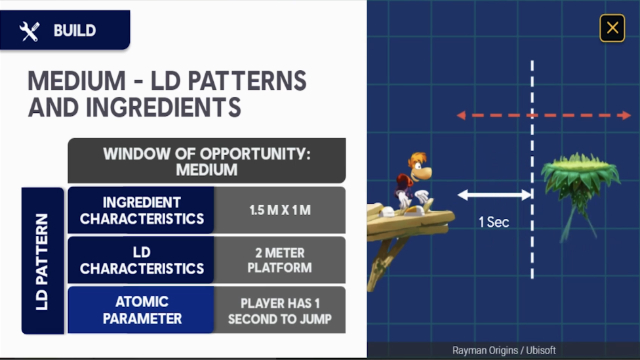 BUILD
MEDIUM - LD PATTERNS
AND INGREDIENTS
WINDOW OF OPPORTUNITY:
MEDIUM
LD PATTERN
INGREDIENT
CHARACTERISTICS
1.5 M X 1 M
LD
CHARACTERISTICS
2 METER
PLATFORM
ATOMIC
PARAMETER
PLAYER HAS 1
SECOND TO JUMP
1 Sec
Rayman Origins / Ubisoft